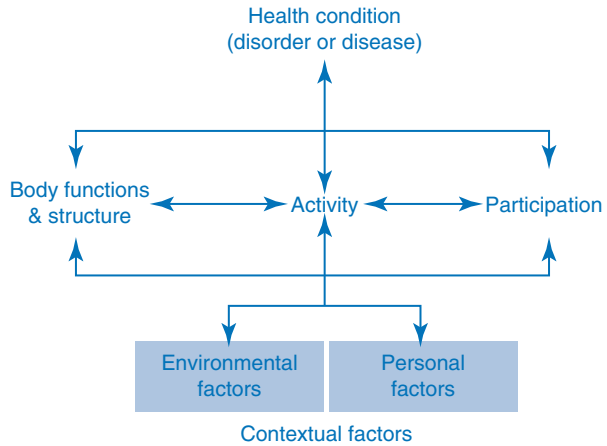 Health condition
(disorder or disease)
Body functions
& structure
Activity
Participation
Environmental
factors
Personal
factors
Contextual factors